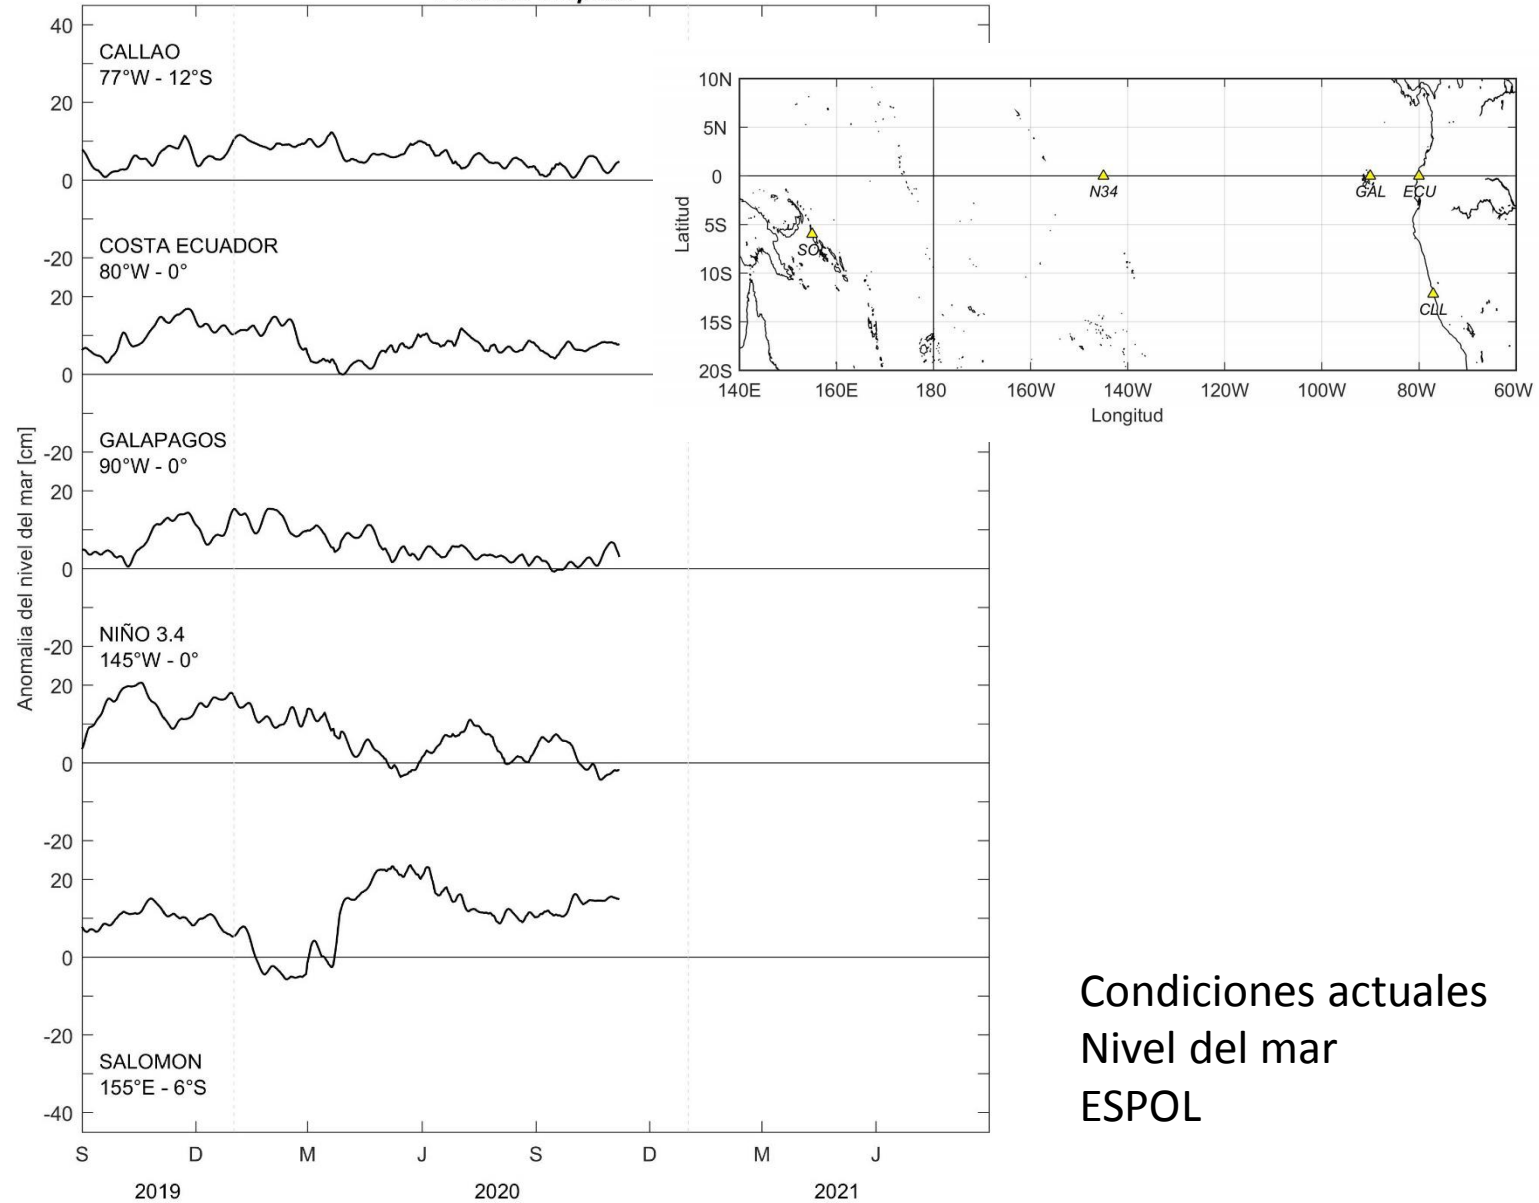 40
CALLAO
77°W - 12°S
20
0
-20
COSTA ECUADOR
80°W - 0°
20
0
-20
GALAPAGOS
90°W - 0°
20
0
-20
NIÑO 3.4
145°W - 0°
20
0
-20
20
0
-20
SALOMON
155°E - 6°S
-40
Anomalia del nivel del mar [cm]
S D M J S D M J
2019 2020 2021
10N
5N
0
5S
10S
15S
20S
Latitud
N34 GAL ECU
SOL
CLL
140E 160E 180 160W 140W 120W 100W 80W 60W
Longitud
Condiciones actuales
Nivel del mar
ESPOL